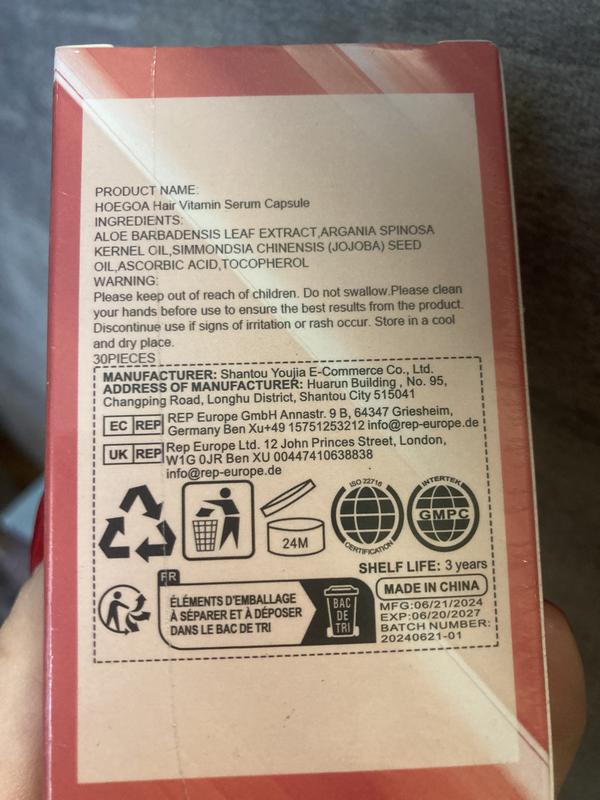 PRODUCT NAME:
HOEGOA Hair Vitamin Serum Capsule
INGREDIENTS:
ALOE BARBADENSIS LEAF EXTRACT,ARGANIA SPINOSA
KERNEL OIL,SIMMONDSIA CHINENSIS (JOJOBA) SEED
OIL,ASCORBIC ACID,TOCOPHEROL
WARNING:
Please keep out of reach of children. Do not swallow.Please clean
your hands before use to ensure the best results from the product.
Discontinue use if signs of irritation or rash occur. Store in a cool
and dry place.
30PIECES
MANUFACTURER: Shantou Youjia E-Commerce Co., Ltd.
ADDRESS OF MANUFACTURER: Huarun Building , No. 95,
Changping Road, Longhu District, Shantou City 515041
EC REP REP Europe GmbH Annastr. 9 B, 64347 Griesheim,
Germany Ben Xu+49 15751253212 info@rep-europe.de
UK REP Rep Europe Ltd. 12 John Princes Street, London,
W1G 0JR Ben XU 00447410638838
info@rep-europe.de
24M
ISO 22716
CERTIFICATION
INTERTEK
GMPC
SHELF LIFE: 3 years
FR
ÉLÉMENTS D'EMBALLAGE
À SÉPARER ET À DÉPOSER
DANS LE BAC DE TRI
BAC
DE
TRI
MADE IN CHINA
MFG:06/21/2024
EXP:06/20/2027
BATCH NUMBER:
20240621-01